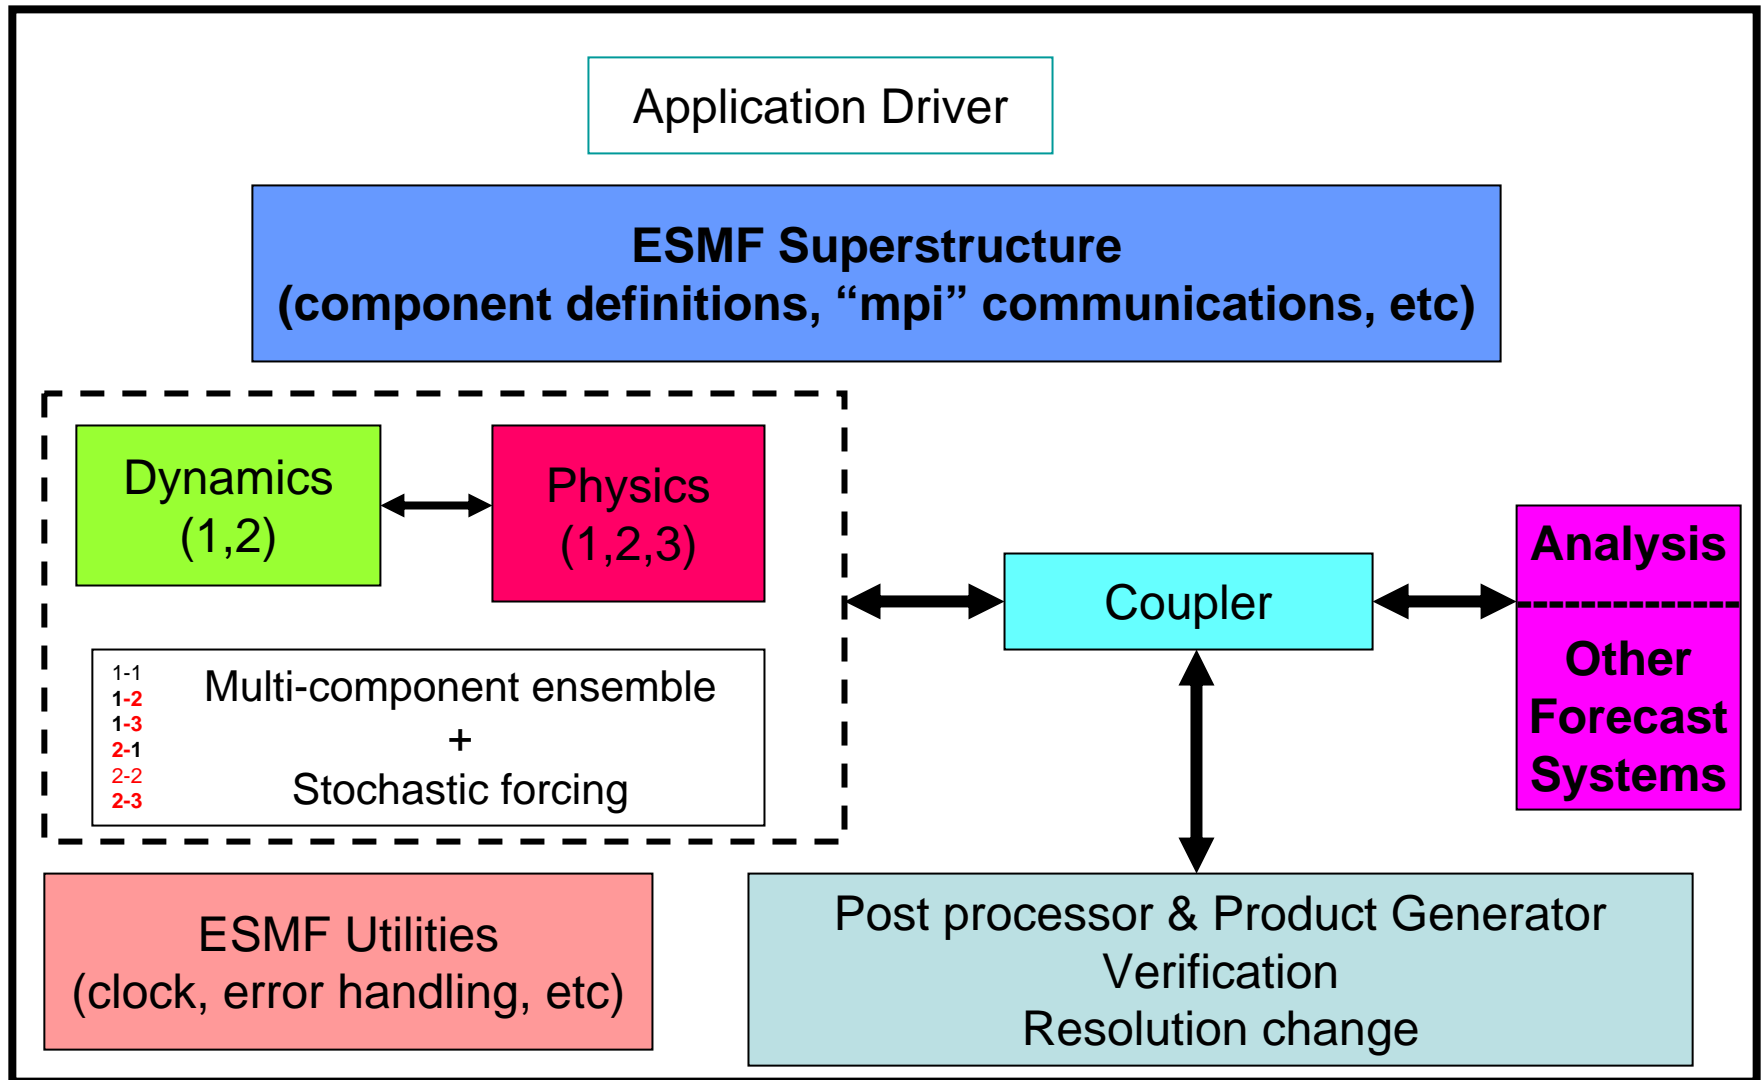 Application Driver
ESMF Superstructure
(component definitions, “mpi” communications, etc)
Dynamics
(1,2)
Physics
(1,2,3)
1-1
1-2
1-3
2-1
2-2
2-3
Multi-component ensemble
+
Stochastic forcing
Coupler
Analysis
Other
Forecast
Systems
ESMF Utilities
(clock, error handling, etc)
Post processor & Product Generator
Verification
Resolution change